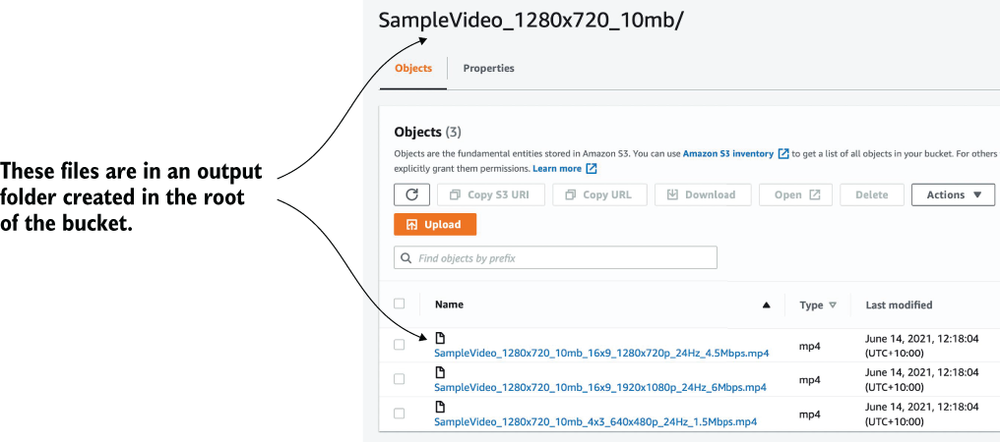 SampleVideo_1280x720_10mb/
Objects
Properties
These files are in an output
folder created in the root
of the bucket.
Objects (3)
Objects are the fundamental entities stored in Amazon S3. You can use Amazon S3 inventory to get a list of all objects in your bucket. For others
explicitly grant them permissions. Learn more
Copy S3 URI
Copy URL
Download
Open
Delete
Actions
Upload
Find objects by prefix
Name
Type
Last modified
SampleVideo_1280x720_10mb_16x9_1280x720p_24Hz_4.5Mbps.mp4
mp4
June 14, 2021, 12:18:04
(UTC+10:00)
SampleVideo_1280x720_10mb_16x9_1920x1080p_24Hz_6Mbps.mp4
mp4
June 14, 2021, 12:18:04
(UTC+10:00)
SampleVideo_1280x720_10mb_4x3_640x480p_24Hz_1.5Mbps.mp4
mp4
June 14, 2021, 12:18:04
(UTC+10:00)